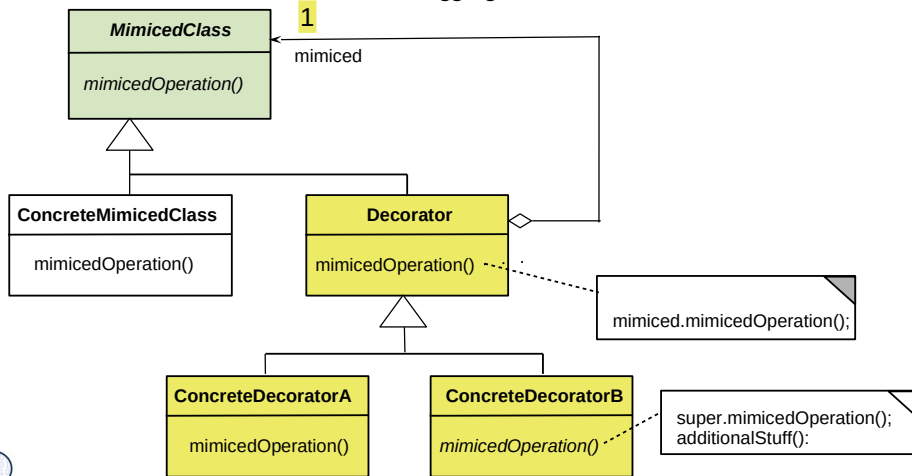 1
MimicedClass
mimiced
mimicedOperation()
ConcreteMimicedClass
Decorator
mimicedOperation()
mimicedOperation()
mimiced.mimicedOperation();
ConcreteDecoratorA
ConcreteDecoratorB
mimicedOperation()
mimicedOperation()
super.mimicedOperation();
additionalStuff():